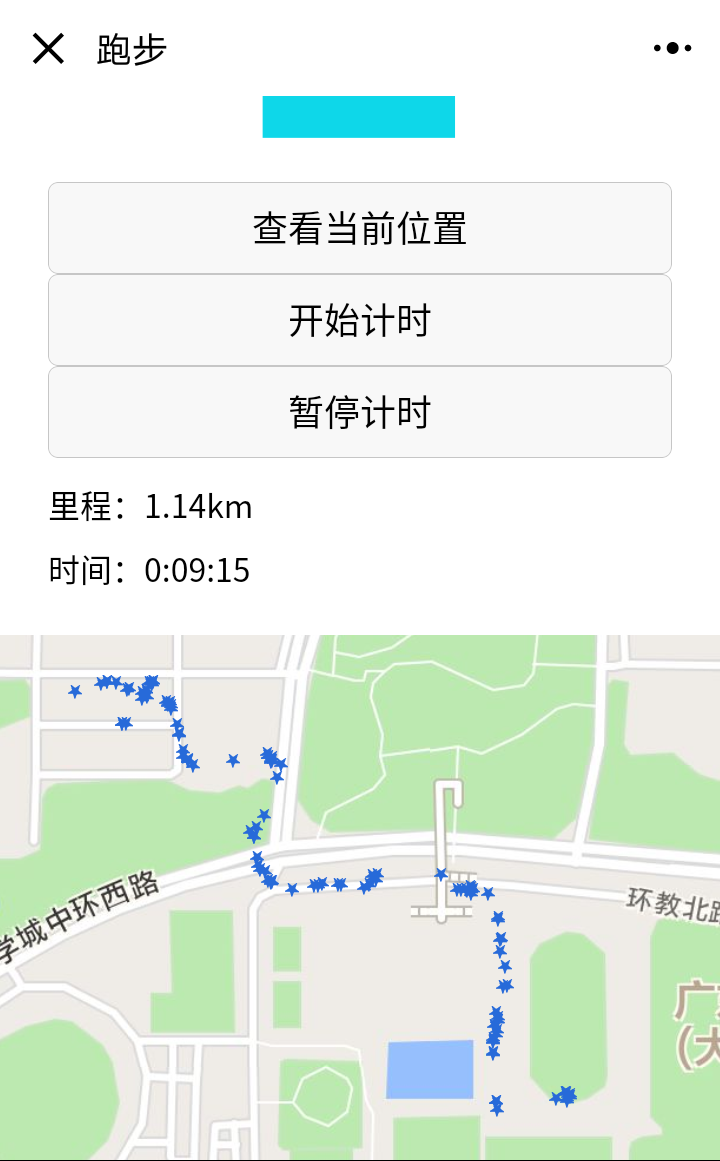 跑步
查看当前位置
开始计时
暂停计时
里程：1.14km
时间：0:09:15
学城中环西路
环教北路
广
(大